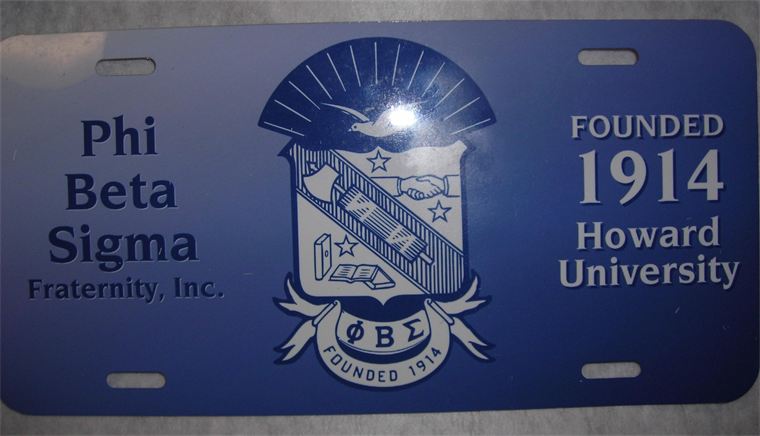 Phi
Beta
Sigma
Fraternity, Inc.
ΦΒΣ
FOUNDED 1914
FOUNDED
1914
Howard
University